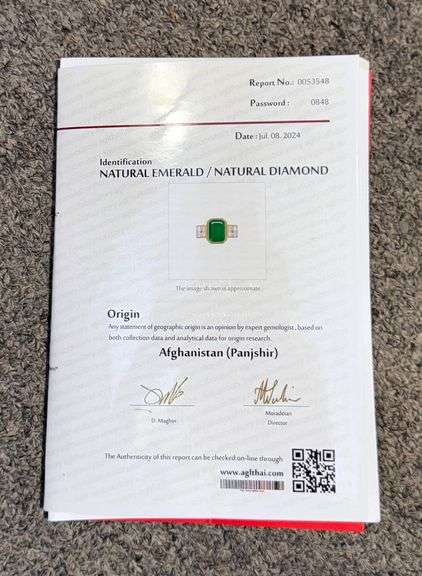 Report No.: 0053548
Password : 0848
Date : Jul. 08. 2024
Identification
NATURAL EMERALD / NATURAL DIAMOND
The image shown is approximate
Origin
Any statement of geographic origin is an opinion by expert gemologist , based on
both collection data and analytical data for origin research.
Afghanistan (Panjshir)
D. Magher
Meradoian
Director
The Authenticity of this report can be checked on-line through
www.aglthai.com